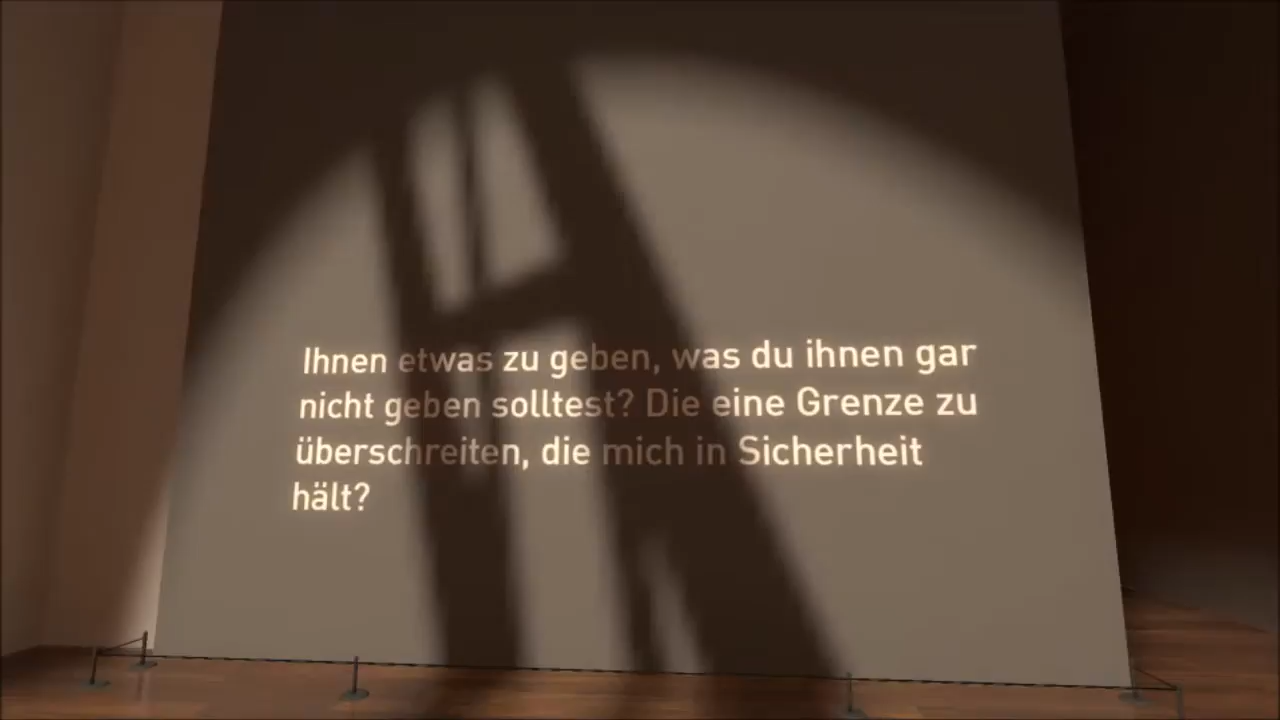 Ihnen etwas zu geben, was du ihnen gar
nicht geben solltest? Die eine Grenze zu
überschreiten, die mich in Sicherheit
hält?